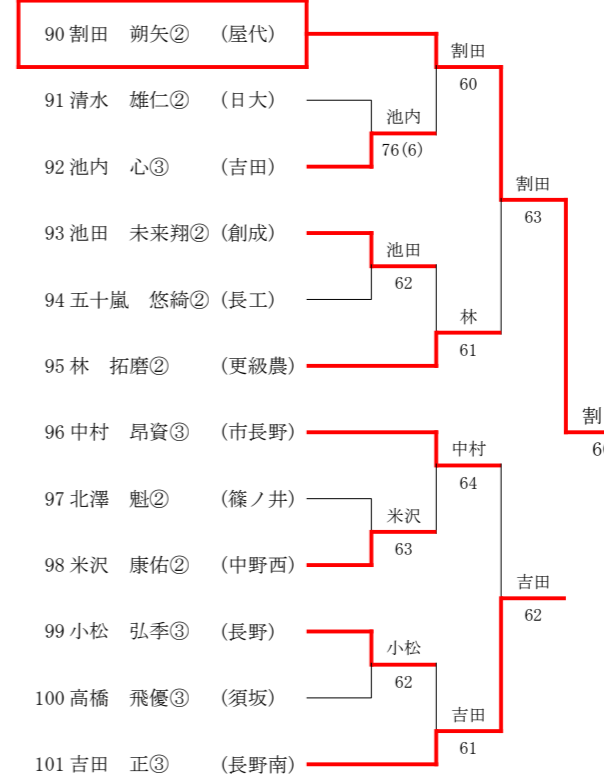 90 割田　朔矢②　(屋代)
割田
60
91 清水　雄仁②　(日大)
池内
76(6)
92 池内　心③　(吉田)
割田
63
93 池田　未来翔② (創成)
池田
62
94 五十嵐　悠綺② (長工)
林
61
95 林　拓磨②　(更級農)
割
96 中村　昂資③　(市長野)
中村
64
97 北澤　魁②　(篠ノ井)
米沢
63
98 米沢　康佑②　(中野西)
吉田
62
99 小松　弘季③　(長野)
小松
62
100 高橋　飛優③　(須坂)
吉田
61
101 吉田　正③　(長野南)